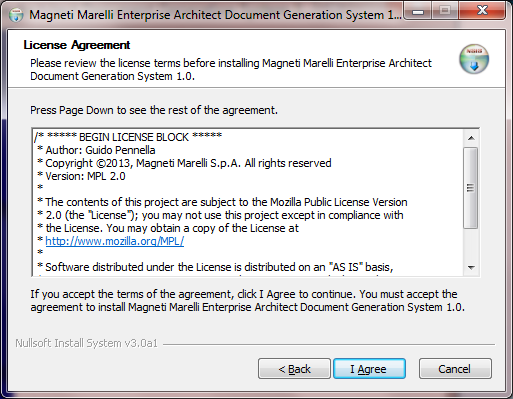 Magneti Marelli Enterprise Architect Document Generation System 1...
License Agreement
Please review the license terms before installing Magneti Marelli Enterprise Architect
Document Generation System 1.0.
Press Page Down to see the rest of the agreement.
/* ***** BEGIN LICENSE BLOCK *****
* Author: Guido Pennella
* Copyright ©2013, Magneti Marelli S.p.A. All rights reserved
* Version: MPL 2.0
*
* The contents of this project are subject to the Mozilla Public License Version
* 2.0 (the "License"); you may not use this project except in compliance with
* the License. You may obtain a copy of the License at
* http://www.mozilla.org/MPL/
*
* Software distributed under the License is distributed on an "AS IS" basis,
If you accept the terms of the agreement, click I Agree to continue. You must accept the
agreement to install Magneti Marelli Enterprise Architect Document Generation System 1.0.
Nullsoft Install System v3.0a1
< Back
I Agree
Cancel